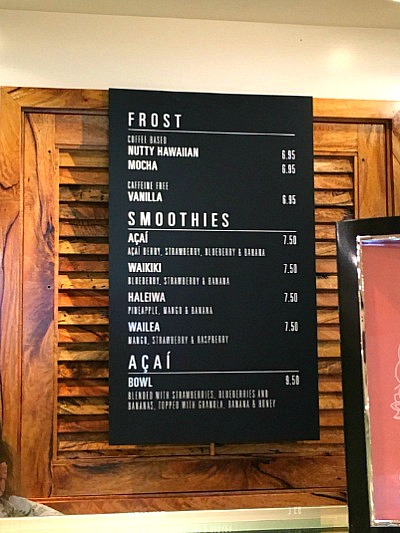 FROST
COFFEE BASED
NUTTY HAWAIIAN 6.95
MOCHA 6.95
CAFFEINE FREE
VANILLA 6.95
SMOOTHIES
AÇAÍ 7.50
AÇAÍ BERRY, STRAWBERRY, BLUEBERRY & BANANA
WAIKIKI 7.50
BLUEBERRY, STRAWBERRY & BANANA
HALEIWA 7.50
PINEAPPLE, MANGO & BANANA
WAILEA 7.50
MANGO, STRAWBERRY & RASPBERRY
AÇAÍ
BOWL 9.50
BLENDED WITH STRAWBERRIES, BLUEBERRIES AND
BANANAS, TOPPED WITH GRANOLA, BANANA & HONEY